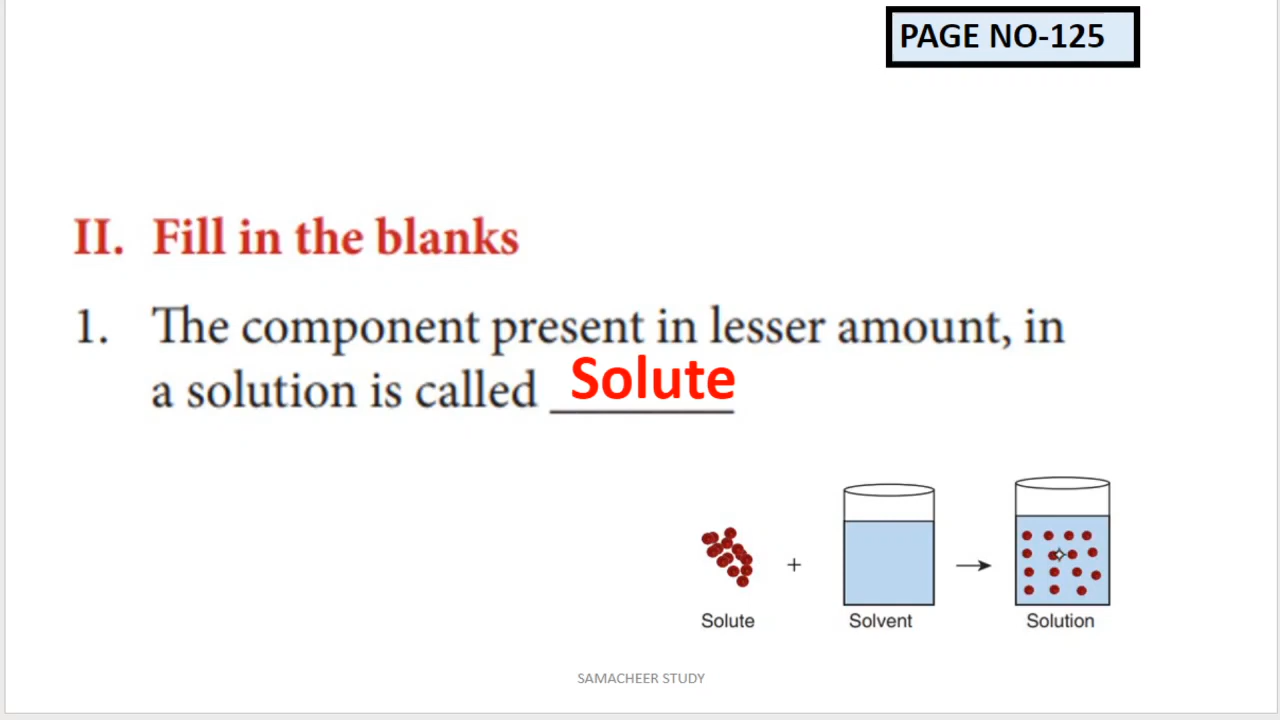 PAGE NO-125
II. Fill in the blanks
1. The component present in lesser amount, in
a solution is called Solute
+
Solute Solvent Solution
SAMACHEER STUDY